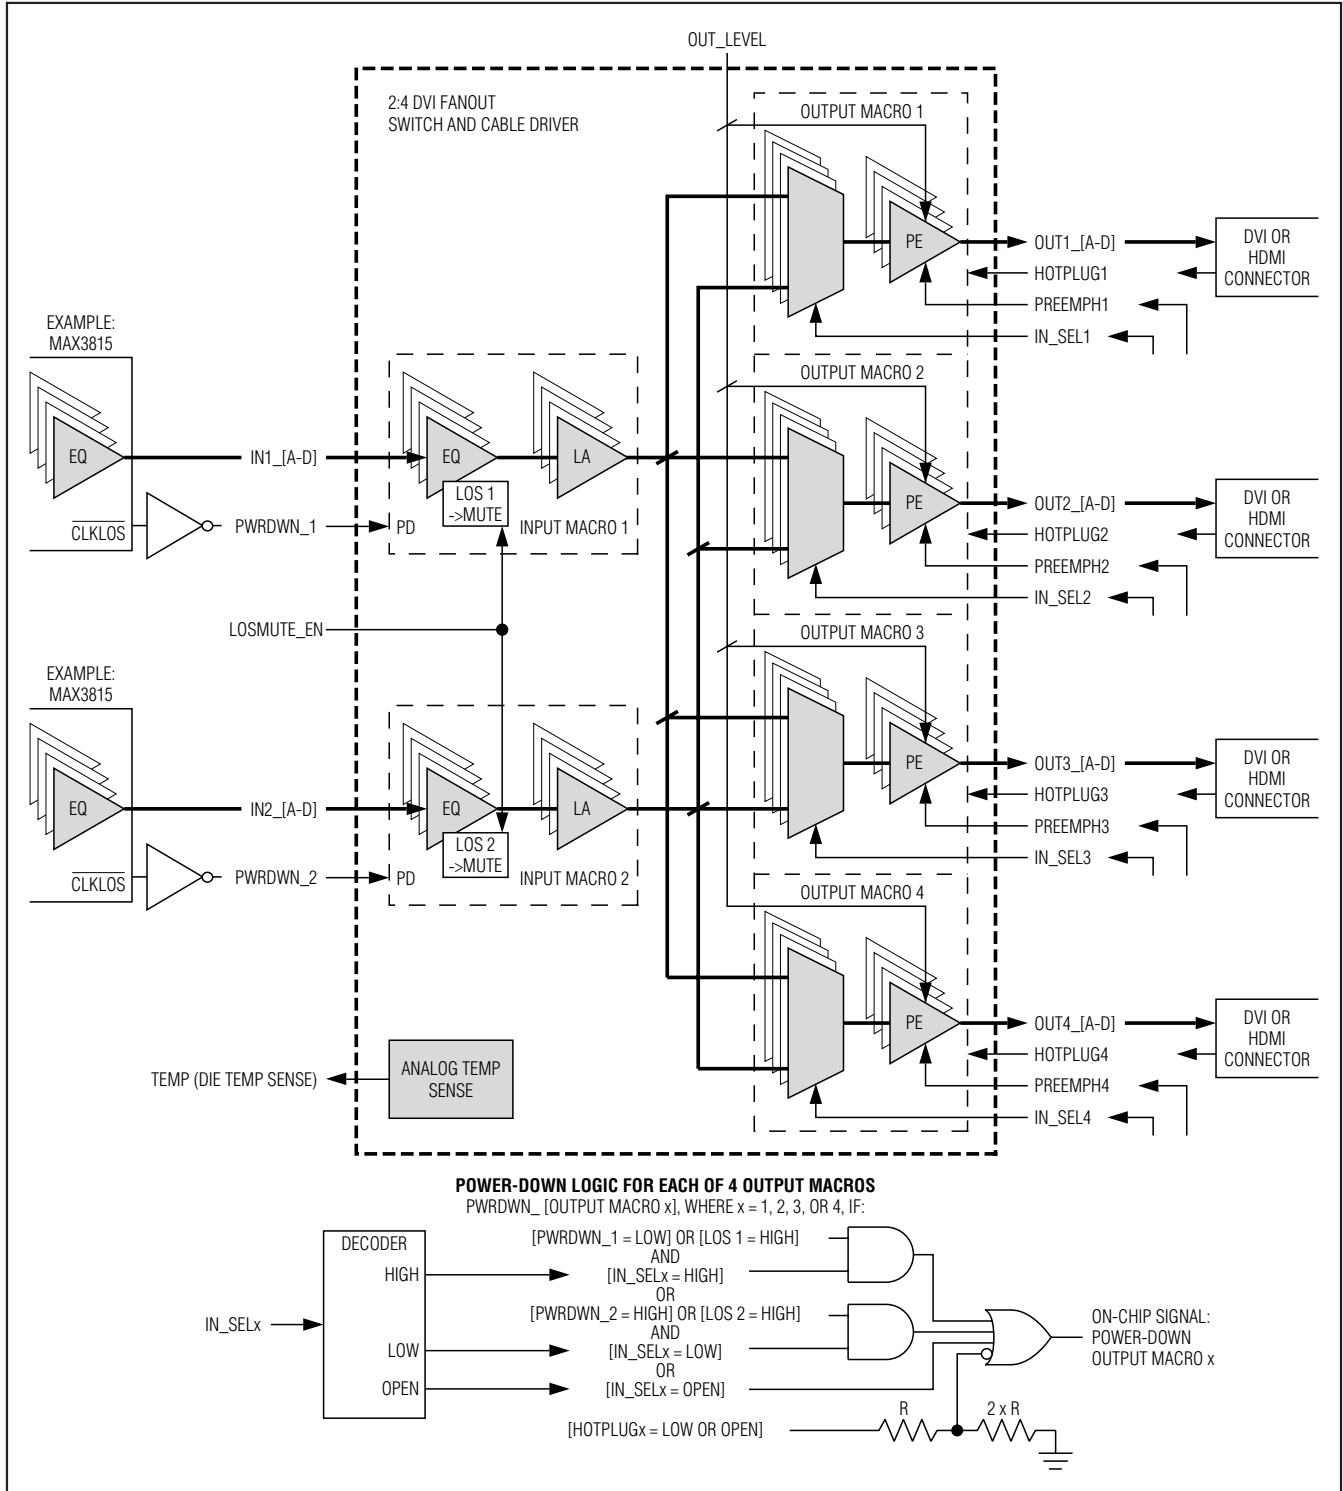 OUT_LEVEL
2:4 DVI FANOUT
SWITCH AND CABLE DRIVER
OUTPUT MACRO 1
PE
OUT1_[A-D]
HOTPLUG1
PREEMPH1
IN_SEL1
DVI OR
HDMI
CONNECTOR
EXAMPLE:
MAX3815
EQ
CLKLOS
IN1_[A-D]
PWRDWN_1
PD
EQ
LOS 1
->MUTE
LA
INPUT MACRO 1
OUTPUT MACRO 2
PE
OUT2_[A-D]
HOTPLUG2
PREEMPH2
IN_SEL2
DVI OR
HDMI
CONNECTOR
LOSMUTE_EN
OUTPUT MACRO 3
PE
OUT3_[A-D]
HOTPLUG3
PREEMPH3
IN_SEL3
DVI OR
HDMI
CONNECTOR
EXAMPLE:
MAX3815
EQ
CLKLOS
IN2_[A-D]
PWRDWN_2
PD
EQ
LOS 2
->MUTE
LA
INPUT MACRO 2
OUTPUT MACRO 4
PE
OUT4_[A-D]
HOTPLUG4
PREEMPH4
IN_SEL4
DVI OR
HDMI
CONNECTOR
TEMP (DIE TEMP SENSE)
ANALOG TEMP
SENSE
POWER-DOWN LOGIC FOR EACH OF 4 OUTPUT MACROS
PWRDWN_ [OUTPUT MACRO x], WHERE x = 1, 2, 3, OR 4, IF:
IN_SELx
DECODER
HIGH
LOW
OPEN
[PWRDWN_1 = LOW] OR [LOS 1 = HIGH]
AND
[IN_SELx = HIGH]
OR
[PWRDWN_2 = HIGH] OR [LOS 2 = HIGH]
AND
[IN_SELx = LOW]
OR
[IN_SELx = OPEN]
[HOTPLUGx = LOW OR OPEN]
R
2 x R
ON-CHIP SIGNAL:
POWER-DOWN
OUTPUT MACRO x